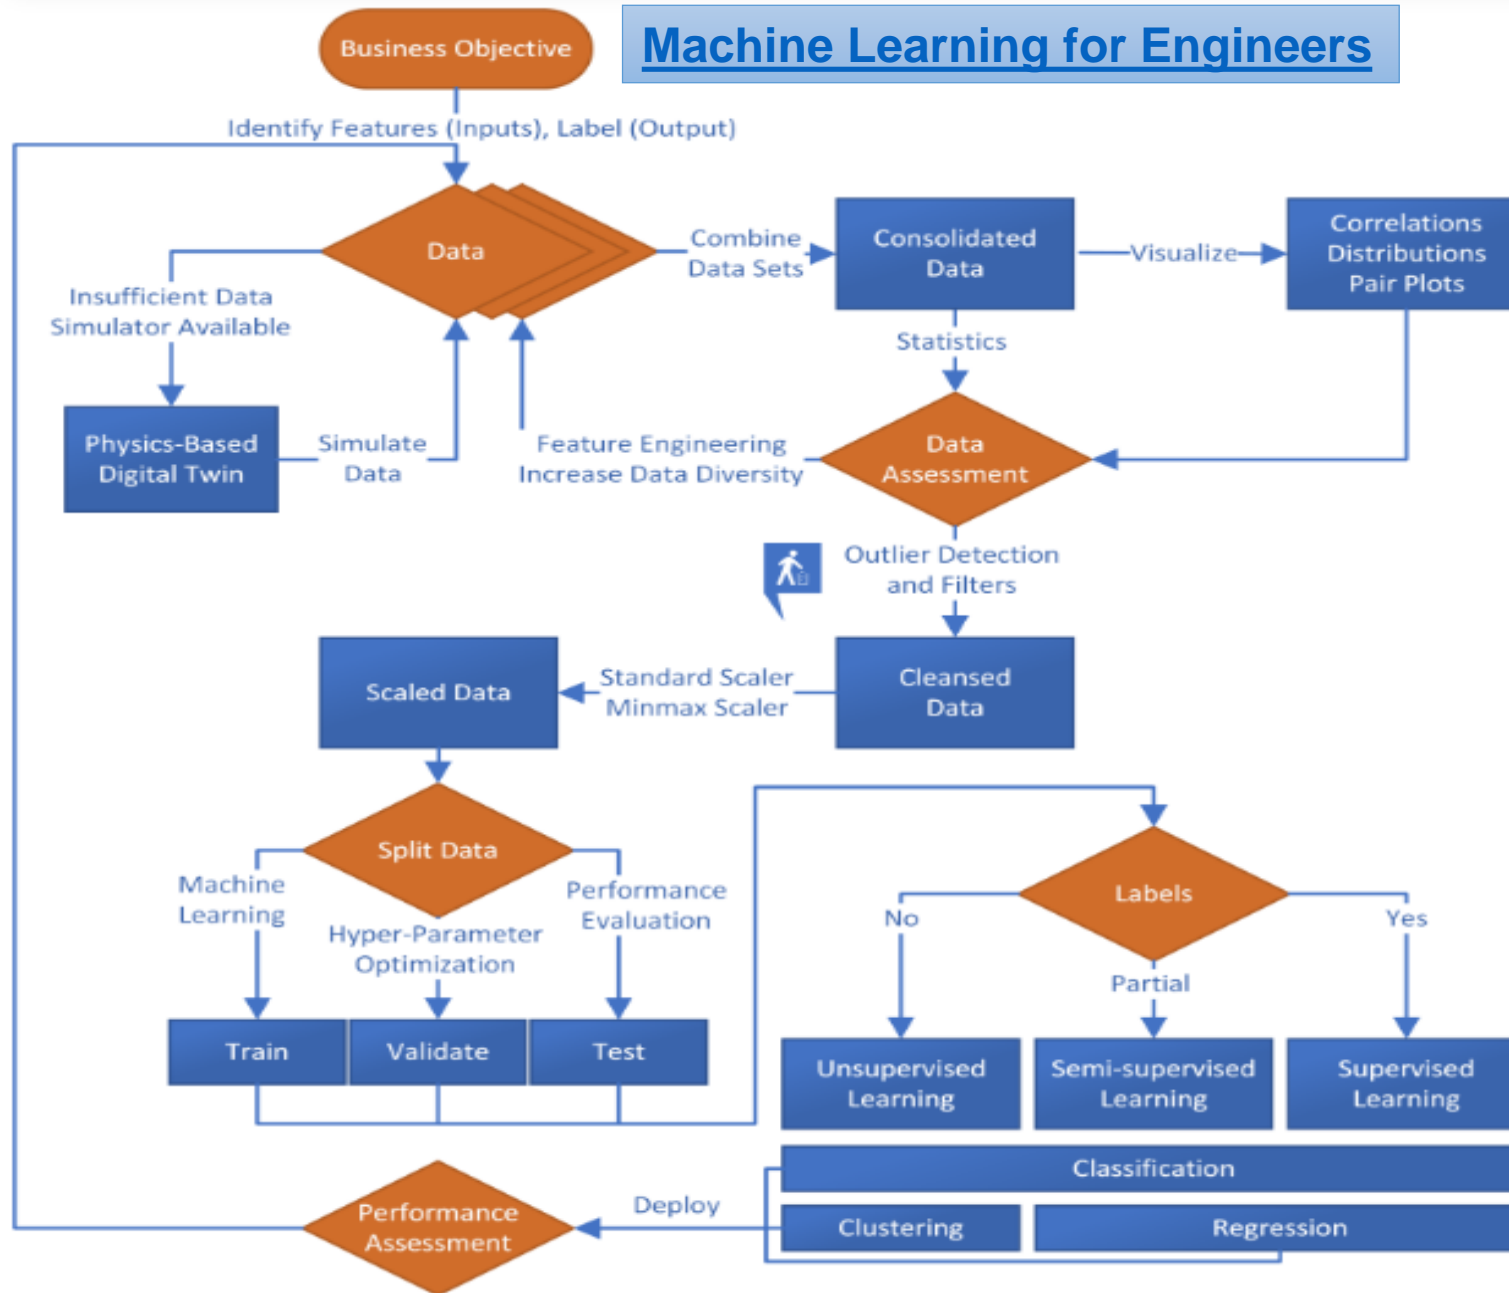 Business Objective
Machine Learning for Engineers
Identify Features (Inputs), Label (Output)
Data
Combine
Data Sets
Consolidated
Data
Visualize
Correlations
Distributions
Pair Plots
Insufficient Data
Simulator Available
Statistics
Physics-Based
Digital Twin
Simulate
Data
Feature Engineering
Increase Data Diversity
Data
Assessment
Outlier Detection
and Filters
Scaled Data
Standard Scaler
Minmax Scaler
Cleansed
Data
Split Data
Machine
Learning
Hyper-Parameter
Optimization
Performance
Evaluation
Labels
No
Partial
Yes
Train
Validate
Test
Unsupervised
Learning
Semi-supervised
Learning
Supervised
Learning
Classification
Clustering
Regression
Deploy
Performance
Assessment